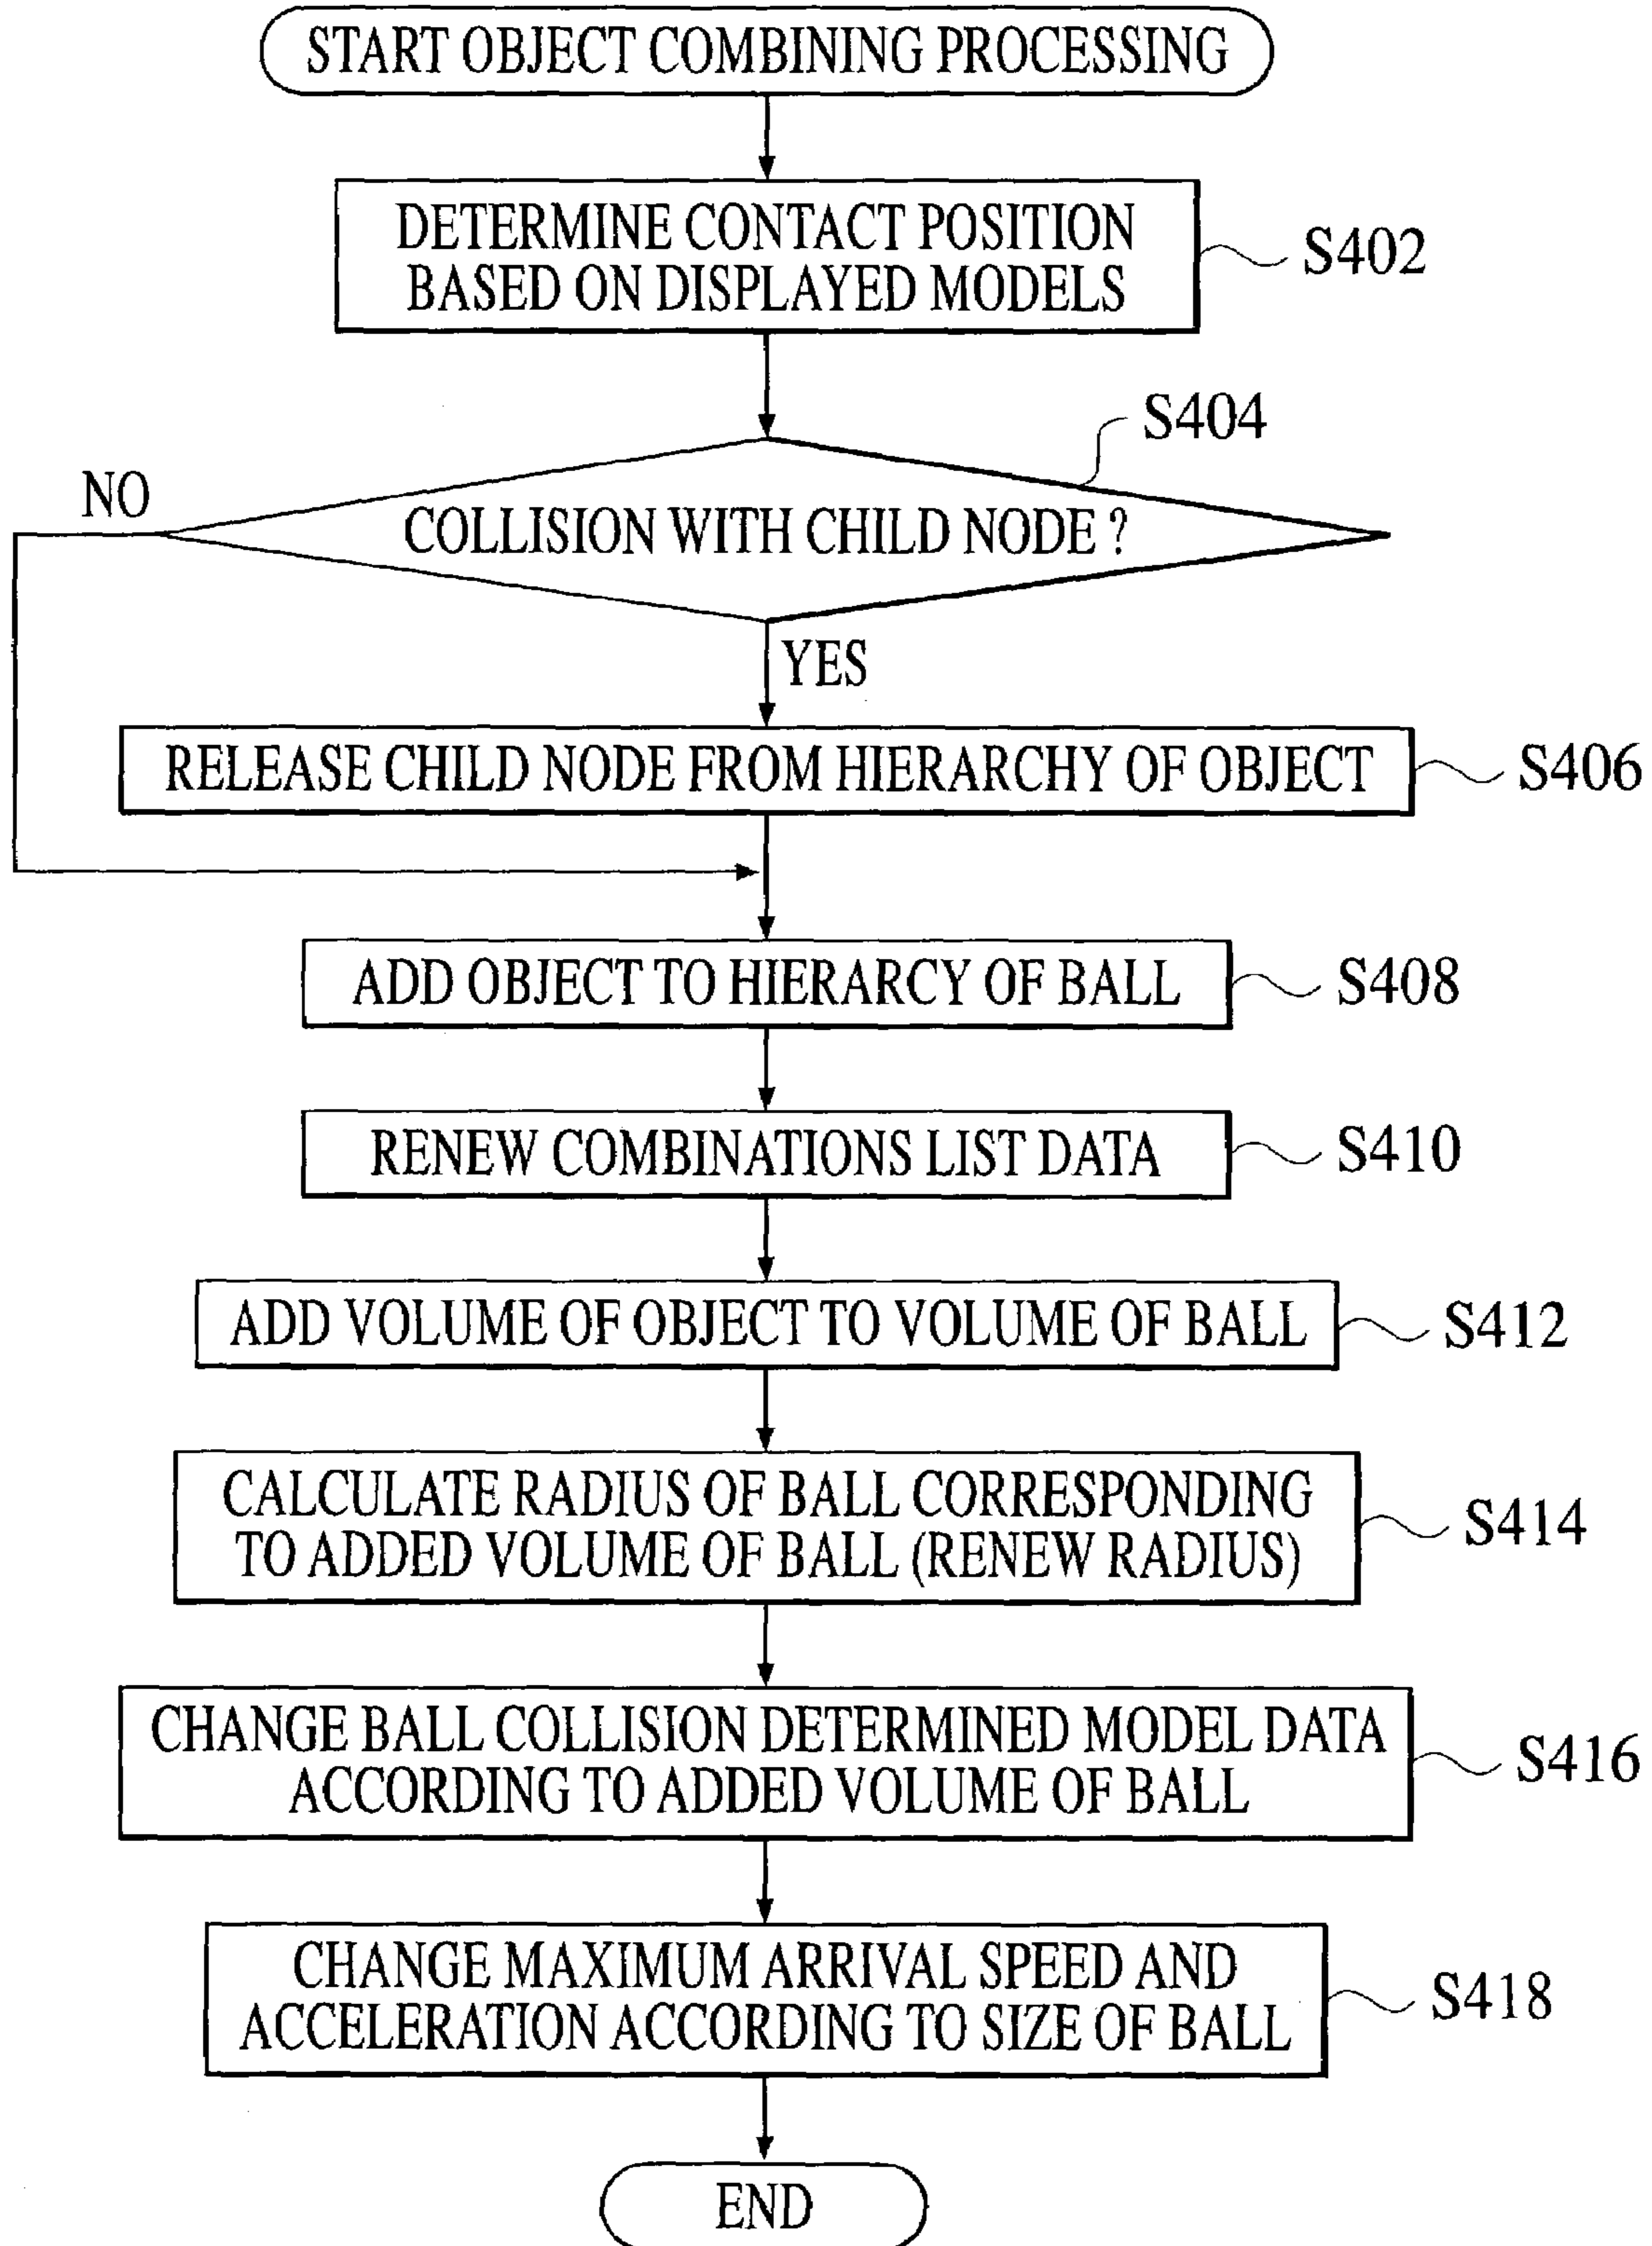 START OBJECT COMBINING PROCESSING
DETERMINE CONTACT POSITION
BASED ON DISPLAYED MODELS
S402
S404
NO
COLLISION WITH CHILD NODE ?
YES
RELEASE CHILD NODE FROM HIERARCHY OF OBJECT
S406
ADD OBJECT TO HIERARCY OF BALL
S408
RENEW COMBINATIONS LIST DATA
S410
ADD VOLUME OF OBJECT TO VOLUME OF BALL
S412
CALCULATE RADIUS OF BALL CORRESPONDING
TO ADDED VOLUME OF BALL (RENEW RADIUS)
S414
CHANGE BALL COLLISION DETERMINED MODEL DATA
ACCORDING TO ADDED VOLUME OF BALL
S416
CHANGE MAXIMUM ARRIVAL SPEED AND
ACCELERATION ACCORDING TO SIZE OF BALL
S418
END